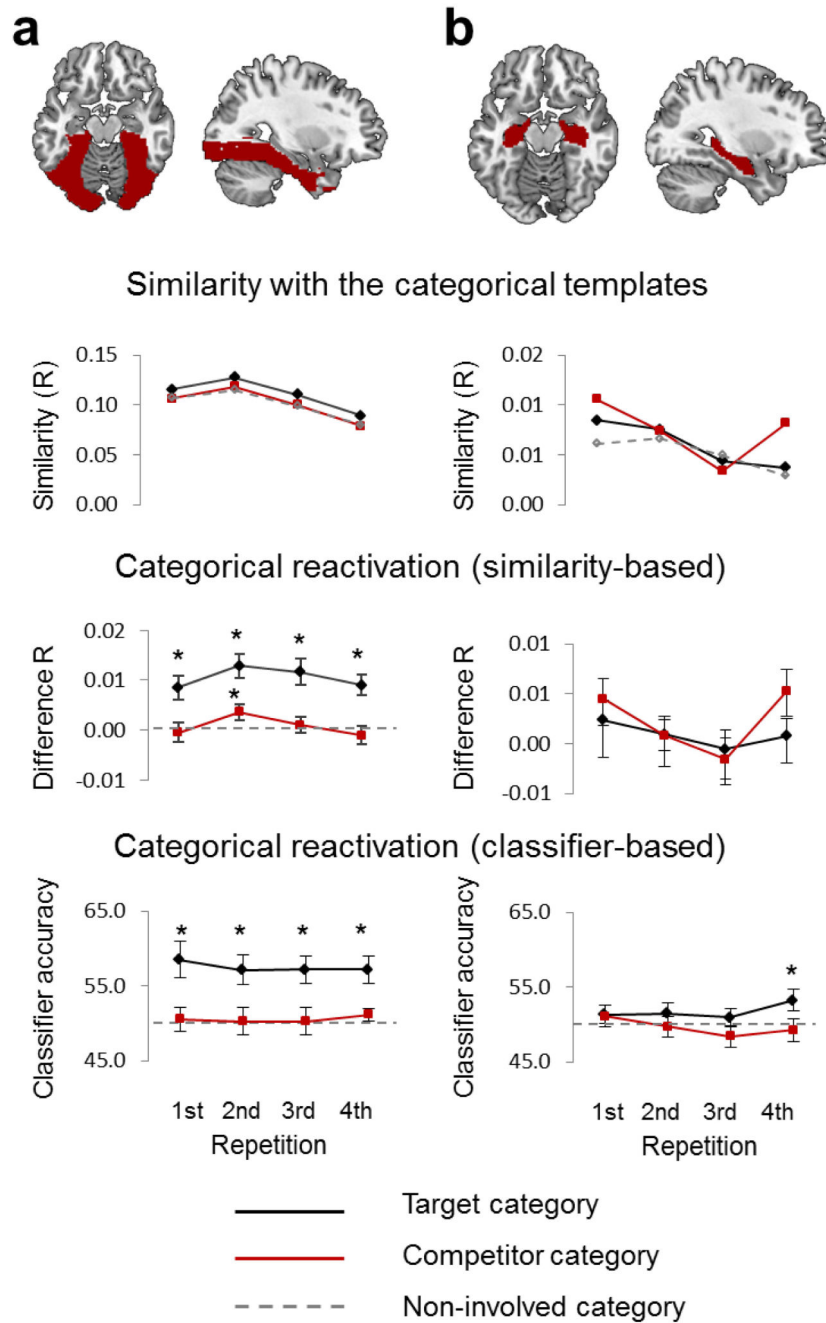 a
b
Similarity with the categorical templates
Similarity (R)
0.15
0.10
0.05
0.00
Similarity (R)
0.02
0.01
0.01
0.00
Categorical reactivation (similarity-based)
Difference R
0.02
0.01
0.00
-0.01
* * * *
*
Difference R
0.01
0.01
0.00
-0.01
Categorical reactivation (classifier-based)
Classifier accuracy
65.0
55.0
45.0
* * * *
1st 2nd 3rd 4th
Repetition
Classifier accuracy
65.0
55.0
45.0
*
1st 2nd 3rd 4th
Repetition
Target category
Competitor category
Non-involved category